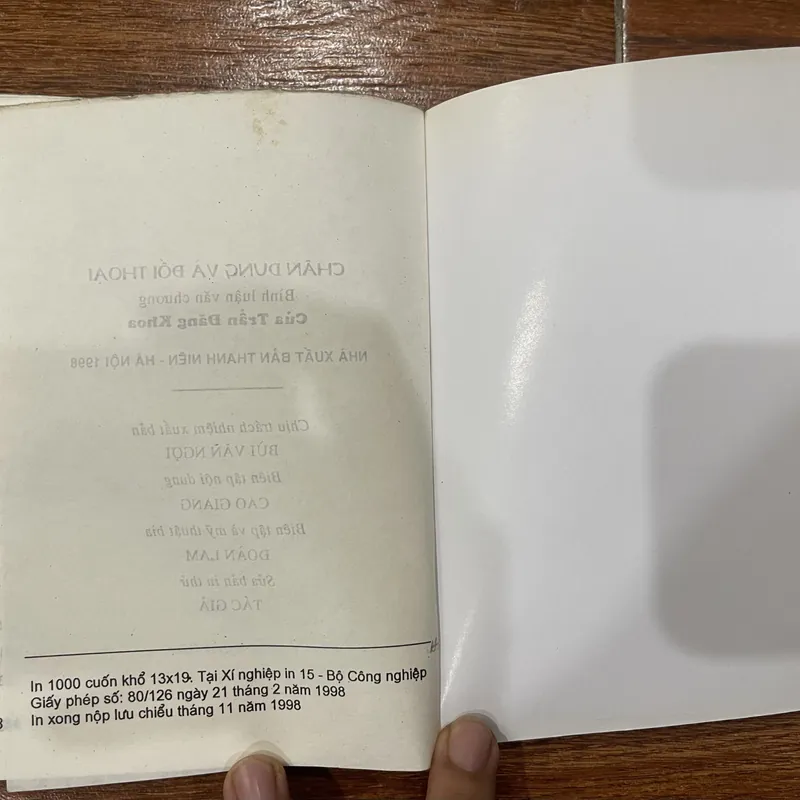 CHÂN DUNG VÀ ĐỐI THOẠI
Bình luận văn chương
Của Trần Đăng Khoa
NHÀ XUẤT BẢN THANH NIÊN - HÀ NỘI 1998
Chịu trách nhiệm xuất bản
BÙI VĂN NGỢI
Biên tập nội dung
CAO GIANG
Biên tập và mỹ thuật bìa
ĐOÀN LAM
Sửa bản in thử
TÁC GIẢ
In 1000 cuốn khổ 13x19. Tại Xí nghiệp in 15 - Bộ Công nghiệp
Giấy phép số: 80/126 ngày 21 tháng 2 năm 1998
In xong nộp lưu chiểu tháng 11 năm 1998